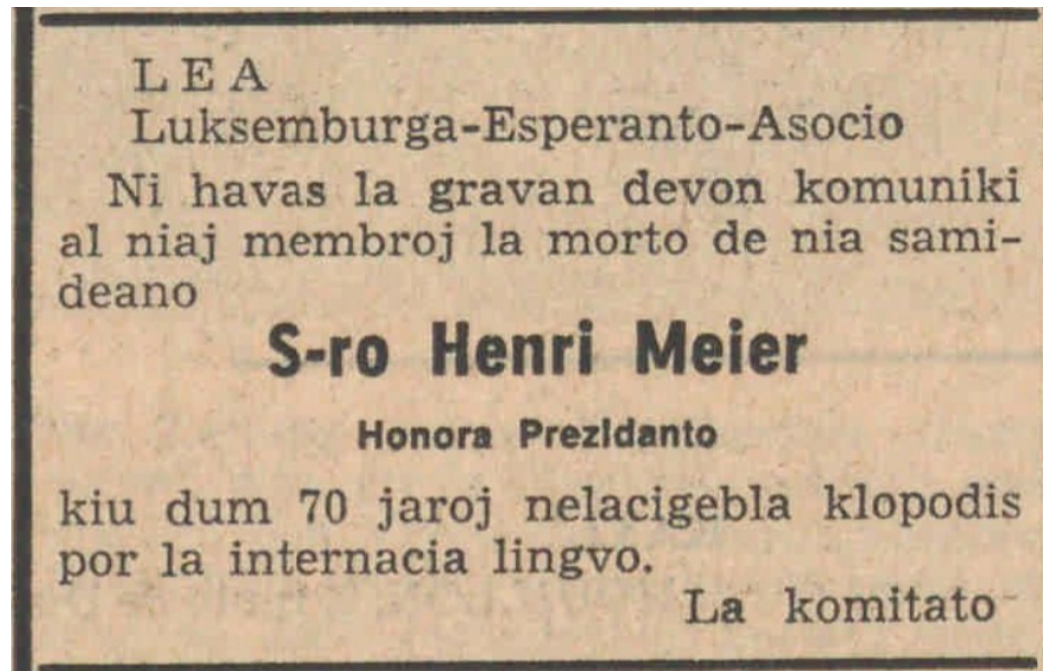 L E A
Luksemburga-Esperanto-Asocio
Ni havas la gravan devon komuniki
al niaj membroj la morto de nia sami-
deano
S-ro Henri Meier
Honora Prezidanto
kiu dum 70 jaroj nelacigebla klopodis
por la internacia lingvo.
La komitato